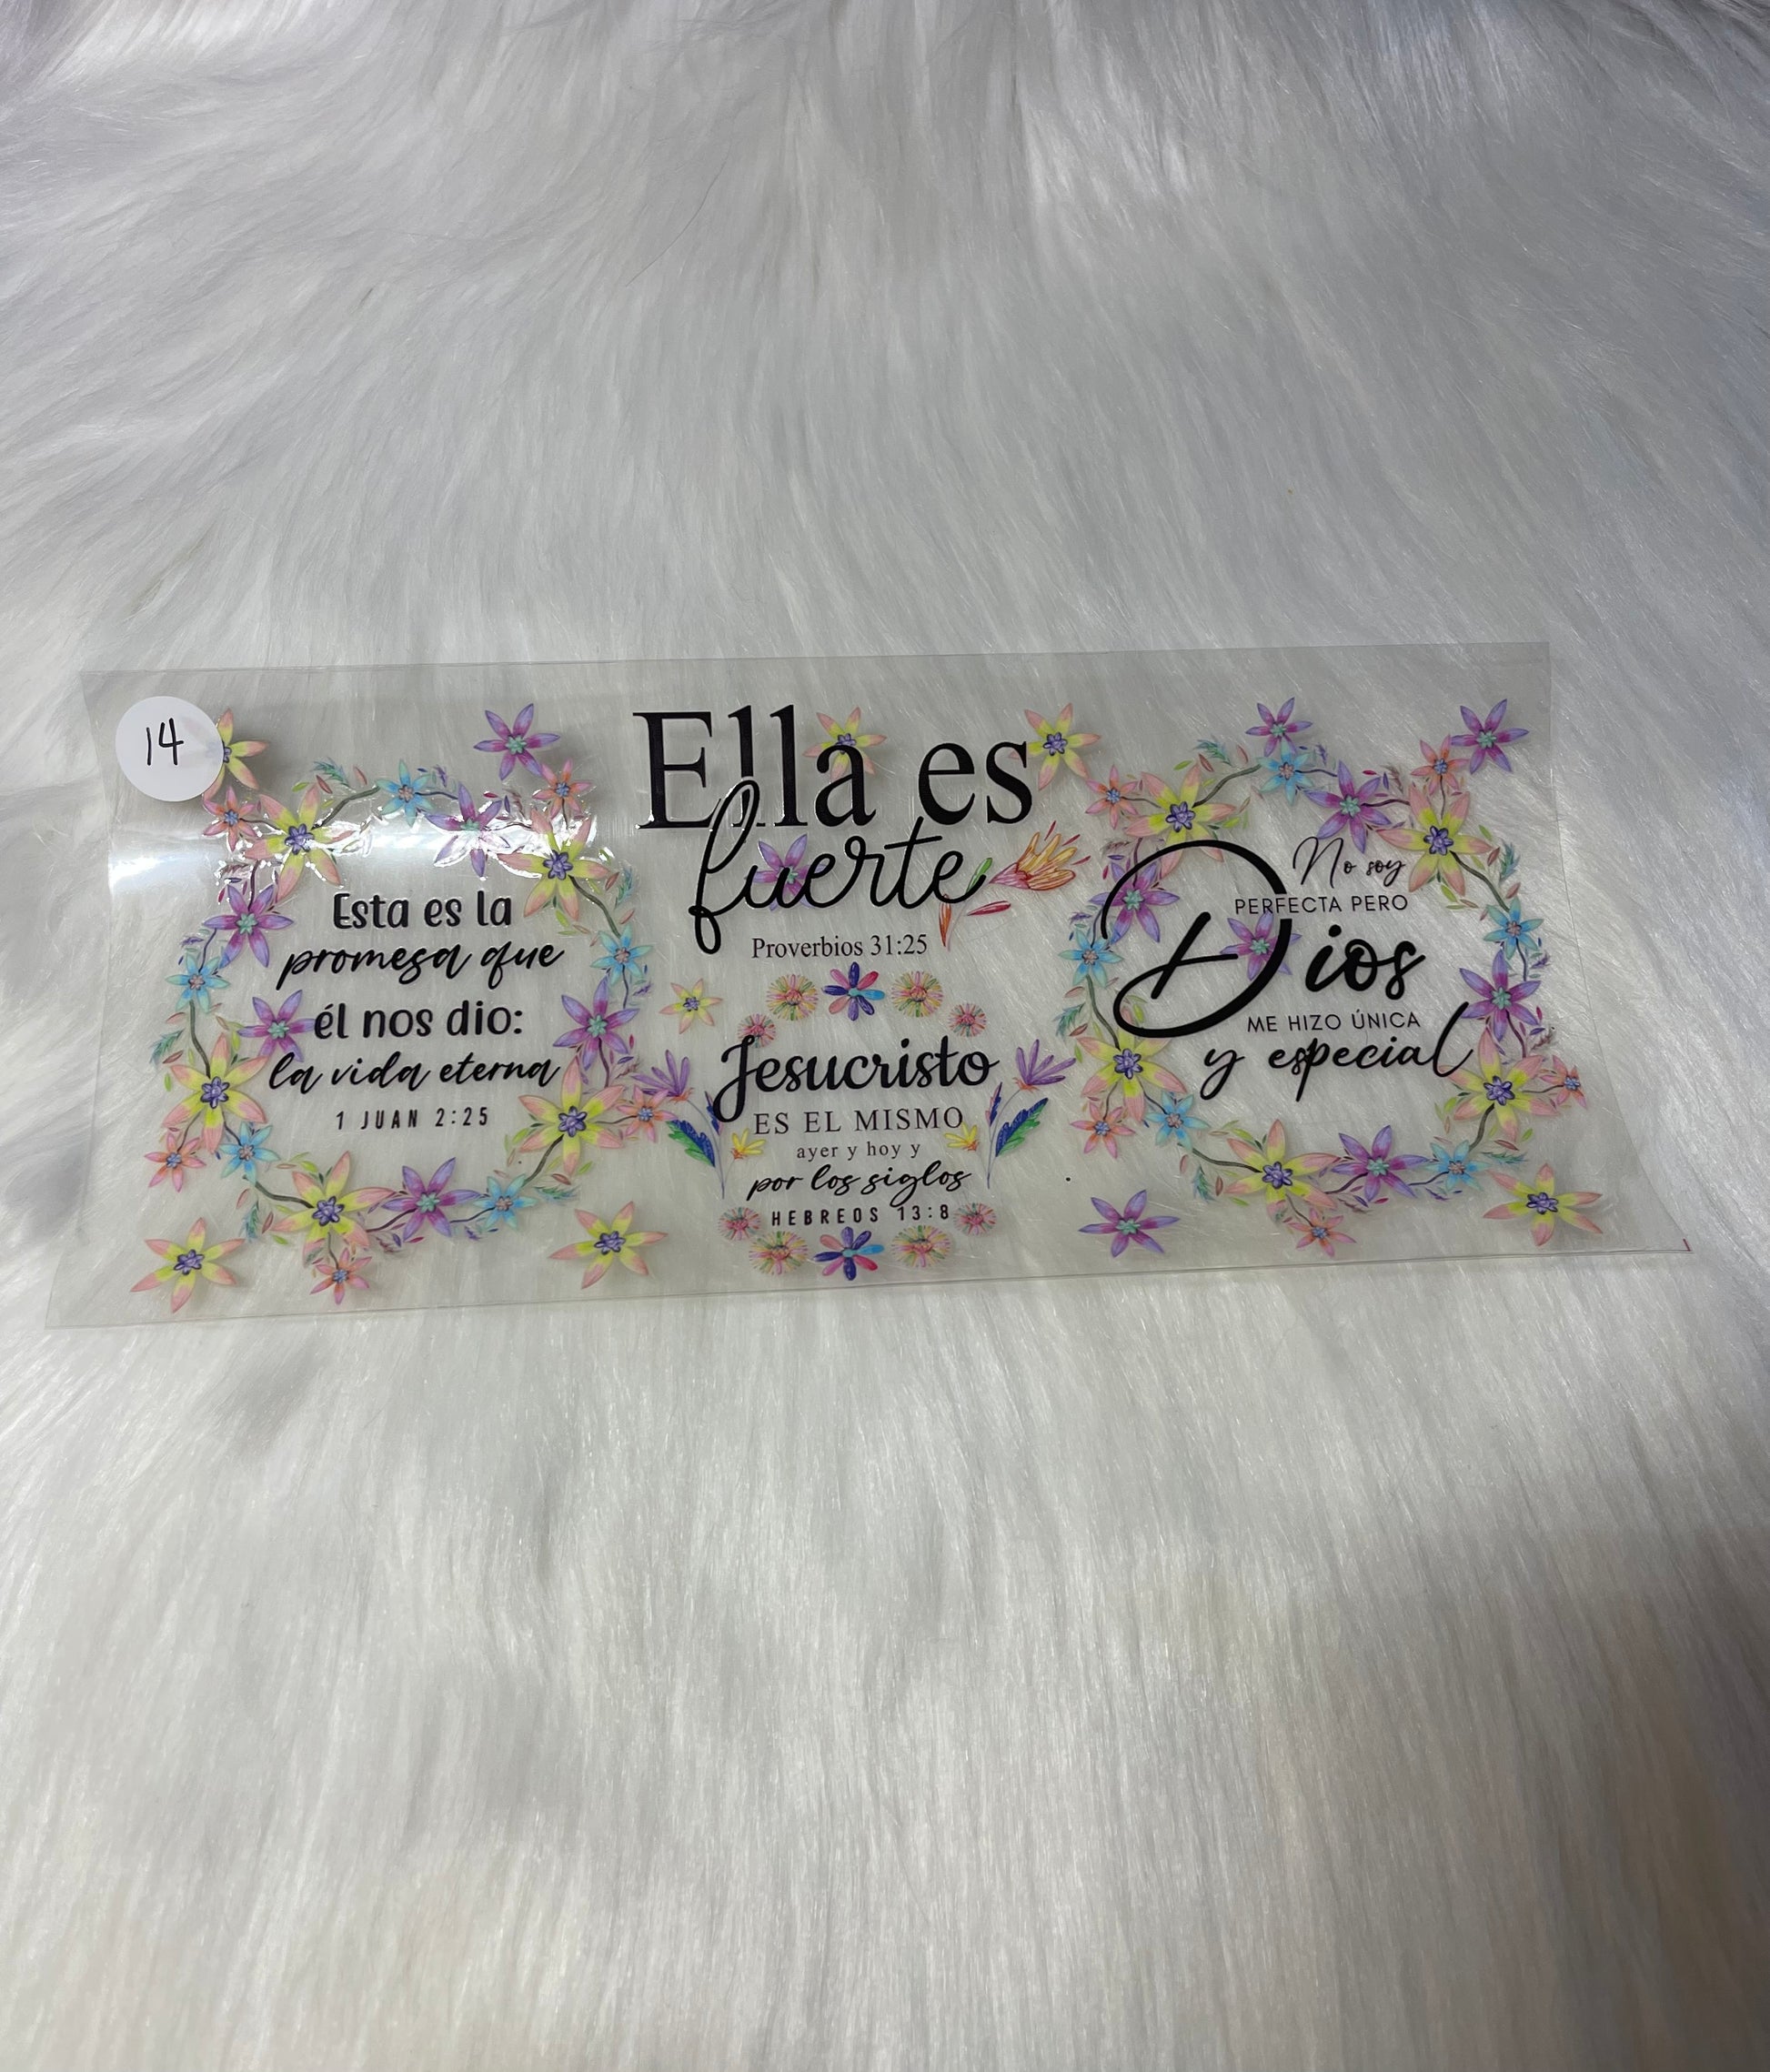 14
Esta es la
promesa que
él nos dio:
la vida eterna
1 JUAN 2:25
Ella es
fuerte
Proverbios 31:25
Jesucristo
ES EL MISMO
ayer y hoy y
por los siglos
HEBREOS 13:8
No soy
PERFECTA PERO
Dios
ME HIZO ÚNICA
y especial